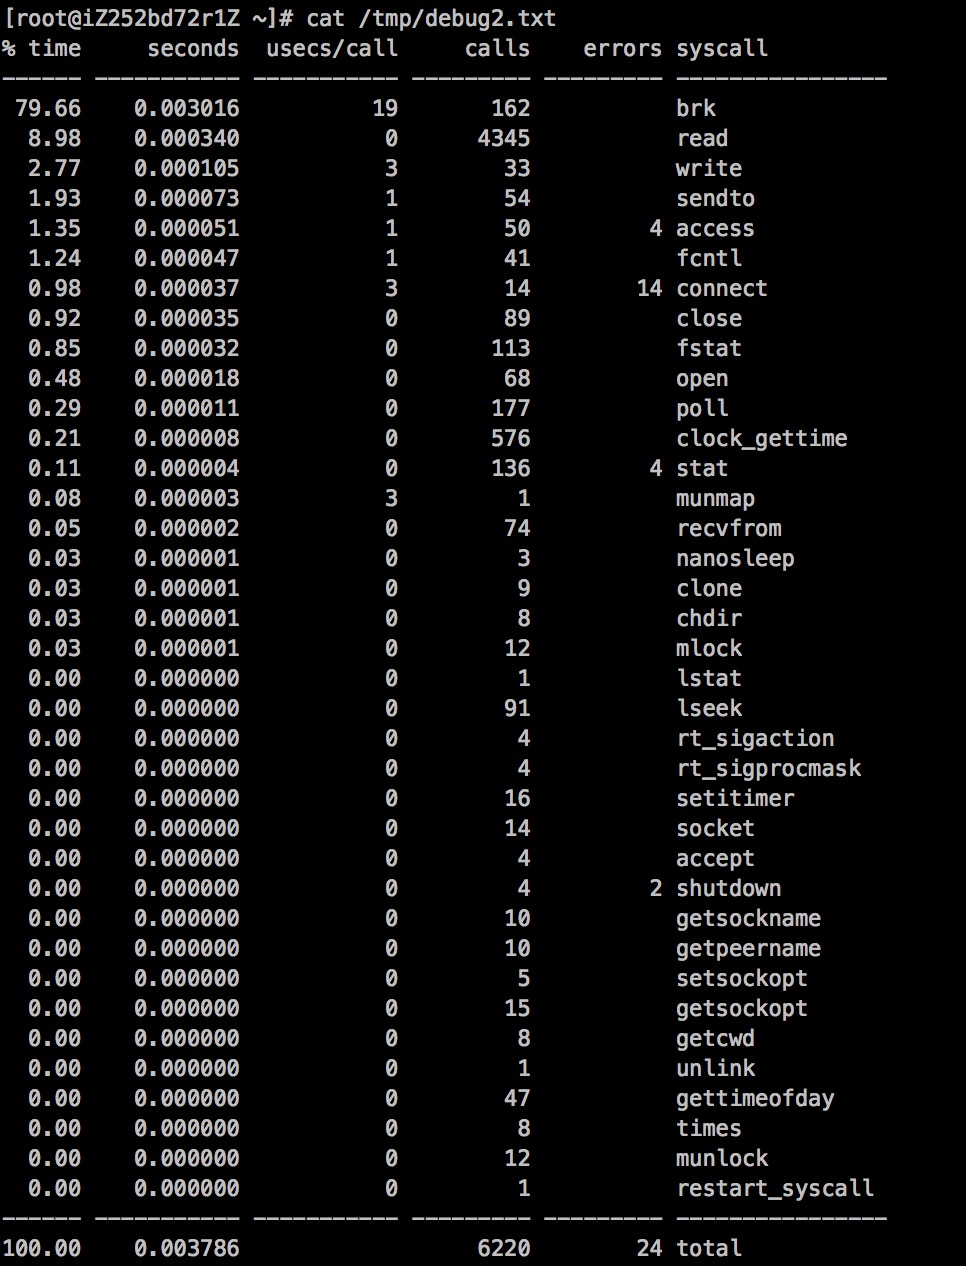 [root@iZ252bd72r1Z ~]# cat /tmp/debug2.txt
% time     seconds  usecs/call     calls    errors syscall
------ ----------- ----------- --------- --------- ----------------
 79.66    0.003016          19       162           brk
  8.98    0.000340           0      4345           read
  2.77    0.000105           3        33           write
  1.93    0.000073           1        54           sendto
  1.35    0.000051           1        50         4 access
  1.24    0.000047           1        41           fcntl
  0.98    0.000037           3        14        14 connect
  0.92    0.000035           0        89           close
  0.85    0.000032           0       113           fstat
  0.48    0.000018           0        68           open
  0.29    0.000011           0       177           poll
  0.21    0.000008           0       576           clock_gettime
  0.11    0.000004           0       136         4 stat
  0.08    0.000003           3         1           munmap
  0.05    0.000002           0        74           recvfrom
  0.03    0.000001           0         3           nanosleep
  0.03    0.000001           0         9           clone
  0.03    0.000001           0         8           chdir
  0.03    0.000001           0        12           mlock
  0.00    0.000000           0         1           lstat
  0.00    0.000000           0        91           lseek
  0.00    0.000000           0         4           rt_sigaction
  0.00    0.000000           0         4           rt_sigprocmask
  0.00    0.000000           0        16           setitimer
  0.00    0.000000           0        14           socket
  0.00    0.000000           0         4           accept
  0.00    0.000000           0         4         2 shutdown
  0.00    0.000000           0        10           getsockname
  0.00    0.000000           0        10           getpeername
  0.00    0.000000           0         5           setsockopt
  0.00    0.000000           0        15           getsockopt
  0.00    0.000000           0         8           getcwd
  0.00    0.000000           0         1           unlink
  0.00    0.000000           0        47           gettimeofday
  0.00    0.000000           0         8           times
  0.00    0.000000           0        12           munlock
  0.00    0.000000           0         1           restart_syscall
------ ----------- ----------- --------- --------- ----------------
100.00    0.003786                  6220        24 total